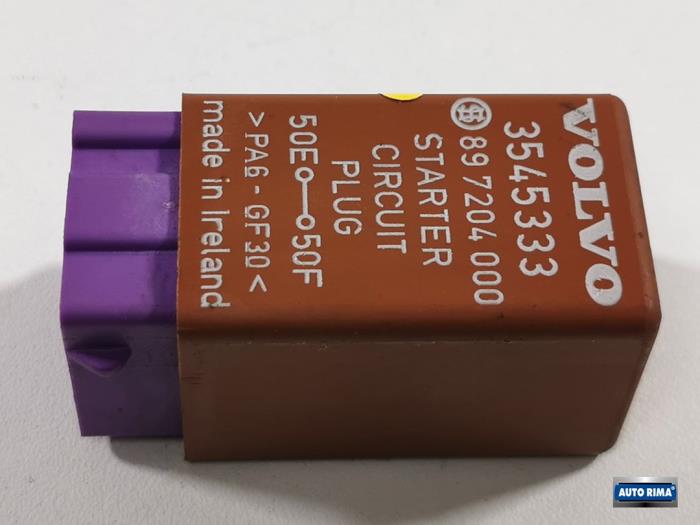 VOLVO
3545333
897204000
STARTER
CIRCUIT
PLUG
50E 50F
>PA6-GF30<
made in Ireland
AUTO RIMA